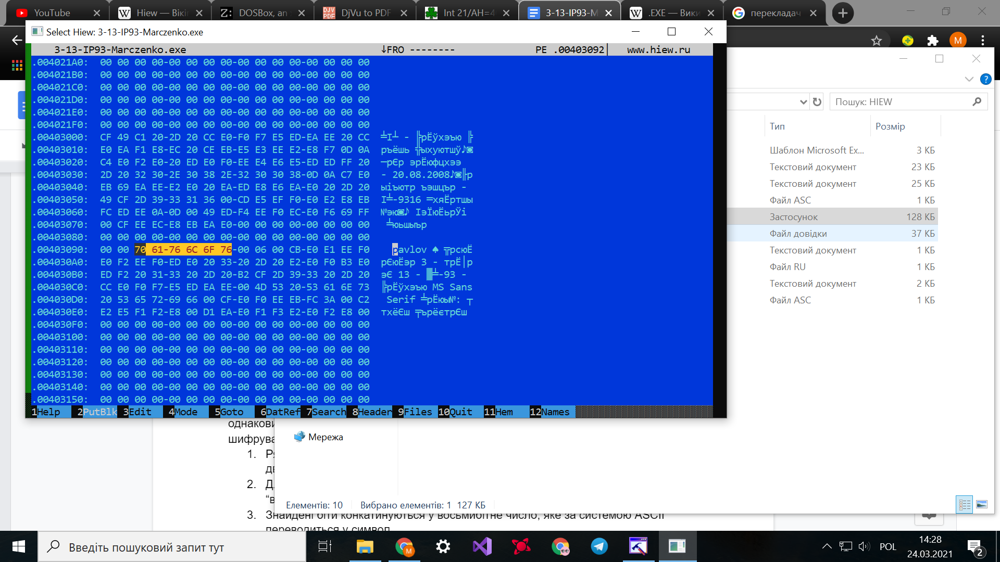 YouTube
Hiew — Вікі
DOSBox, an
DjVu to PDF
Int 21/AH=4
3-13-IP93-M
.EXE — Вики
перекладач
Select Hiew: 3-13-IP93-Marczenko.exe
3-13-IP93-Marczenko.exe ↓FRO -------- PE .00403092 www.hiew.ru
.004021A0: 00 00 00 00-00 00 00 00-00 00 00 00-00 00 00 00
.004021B0: 00 00 00 00-00 00 00 00-00 00 00 00-00 00 00 00
.004021C0: 00 00 00 00-00 00 00 00-00 00 00 00-00 00 00 00
.004021D0: 00 00 00 00-00 00 00 00-00 00 00 00-00 00 00 00
.004021E0: 00 00 00 00-00 00 00 00-00 00 00 00-00 00 00 00
.004021F0: 00 00 00 00-00 00 00 00-00 00 00 00-00 00 00 00
.00403000: CF 49 C1 20-2D 20 CC E0-F0 F7 E5 ED-EA EE 20 CC ╧I┴ - ╠рЁўхэъю ╠
.00403010: E0 EA F1 E8-EC 20 CE EB-E5 E3 EE E2-E8 F7 0D 0A ръёшь ╬ыхуютшў♪◙
.00403020: C4 E0 F2 E0-20 ED E0 F0-EE E4 E6 E5-ED ED FF 20 ─рЄр эрЁюфцхээ
.00403030: 2D 20 32 30-2E 30 38 2E-32 30 30 38-0D 0A C7 E0 - 20.08.2008♪◙╟р
.00403040: EB 69 EA EE-E2 E0 20 EA-ED E8 E6 EA-E0 20 2D 20 ыiъютр ъэшцър -
.00403050: 49 CF 2D 39-33 31 36 00-CD E5 EF F0-E0 E2 E8 EB I╧-9316 ═хяЁртшы
.00403060: FC ED EE 0A-0D 00 49 ED-F4 EE F0 EC-E0 F6 69 FF №эю◙♪ IэЇюЁьрЎi
.00403070: 00 CF EE EC-E8 EB EA E0-00 00 00 00-00 00 00 00 ╧юьшыър
.00403080: 00 00 00 00-00 00 00 00-00 00 00 00-00 00 00 00
.00403090: 00 00 70 61-76 6C 6F 76-00 06 00 CB-E0 E1 EE F0 pavlov ♠ ╦рсюЁ
.004030A0: E0 F2 EE F0-ED E0 20 33-20 2D 20 E2-E0 F0 B3 E0 рЄюЁэр 3 - трЁ│р
.004030B0: ED F2 20 31-33 20 2D 20-B2 CF 2D 39-33 20 2D 20 эЄ 13 - ▓╧-93 -
.004030C0: CC E0 F0 F7-E5 ED EA EE-00 4D 53 20-53 61 6E 73 ╠рЁўхэъю MS Sans
.004030D0: 20 53 65 72-69 66 00 CF-E0 F0 EE EB-FC 3A 00 C2 Serif ╧рЁюы№: ┬
.004030E0: E2 E5 F1 F2-E8 00 D1 EA-E0 F1 F3 E2-E0 F2 E8 00 тхёЄш ╤ърёєтрЄш
.004030F0: 00 00 00 00-00 00 00 00-00 00 00 00-00 00 00 00
.00403100: 00 00 00 00-00 00 00 00-00 00 00 00-00 00 00 00
.00403110: 00 00 00 00-00 00 00 00-00 00 00 00-00 00 00 00
.00403120: 00 00 00 00-00 00 00 00-00 00 00 00-00 00 00 00
.00403130: 00 00 00 00-00 00 00 00-00 00 00 00-00 00 00 00
.00403140: 00 00 00 00-00 00 00 00-00 00 00 00-00 00 00 00
.00403150: 00 00 00 00-00 00 00 00-00 00 00 00-00 00 00 00
1Help 2PutBlk 3Edit 4Mode 5Goto 6DatRef 7Search 8Header 9Files 10Quit 11Hem 12Names
Пошук: HIEW
Тип Розмір
Шаблон Microsoft Ex... 3 КБ
Текстовий документ 23 КБ
Текстовий документ 25 КБ
Файл ASC 1 КБ
Застосунок 128 КБ
Файл довідки 37 КБ
Текстовий документ 1 КБ
Файл RU 1 КБ
Текстовий документ 2 КБ
Файл ASC 1 КБ
Мережа
Елементів: 10 Вибрано елементів: 1 127 КБ
1.
2.
3. Знайдені біти конкатинуються у восьмибітне число, яке за системою ASCII
переводиться у символ
Введіть пошуковий запит тут
POL
14:28
24.03.2021
2